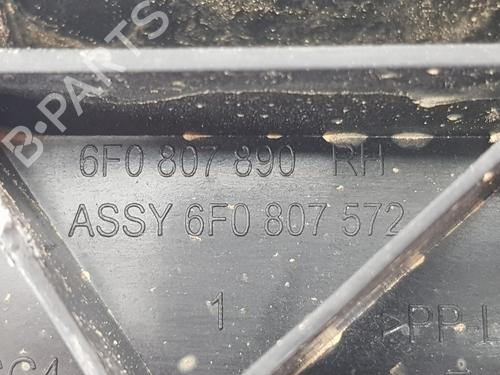 B-PARTS
6F0 807 890 RH
ASSY 6F0 807 572
1
>PP